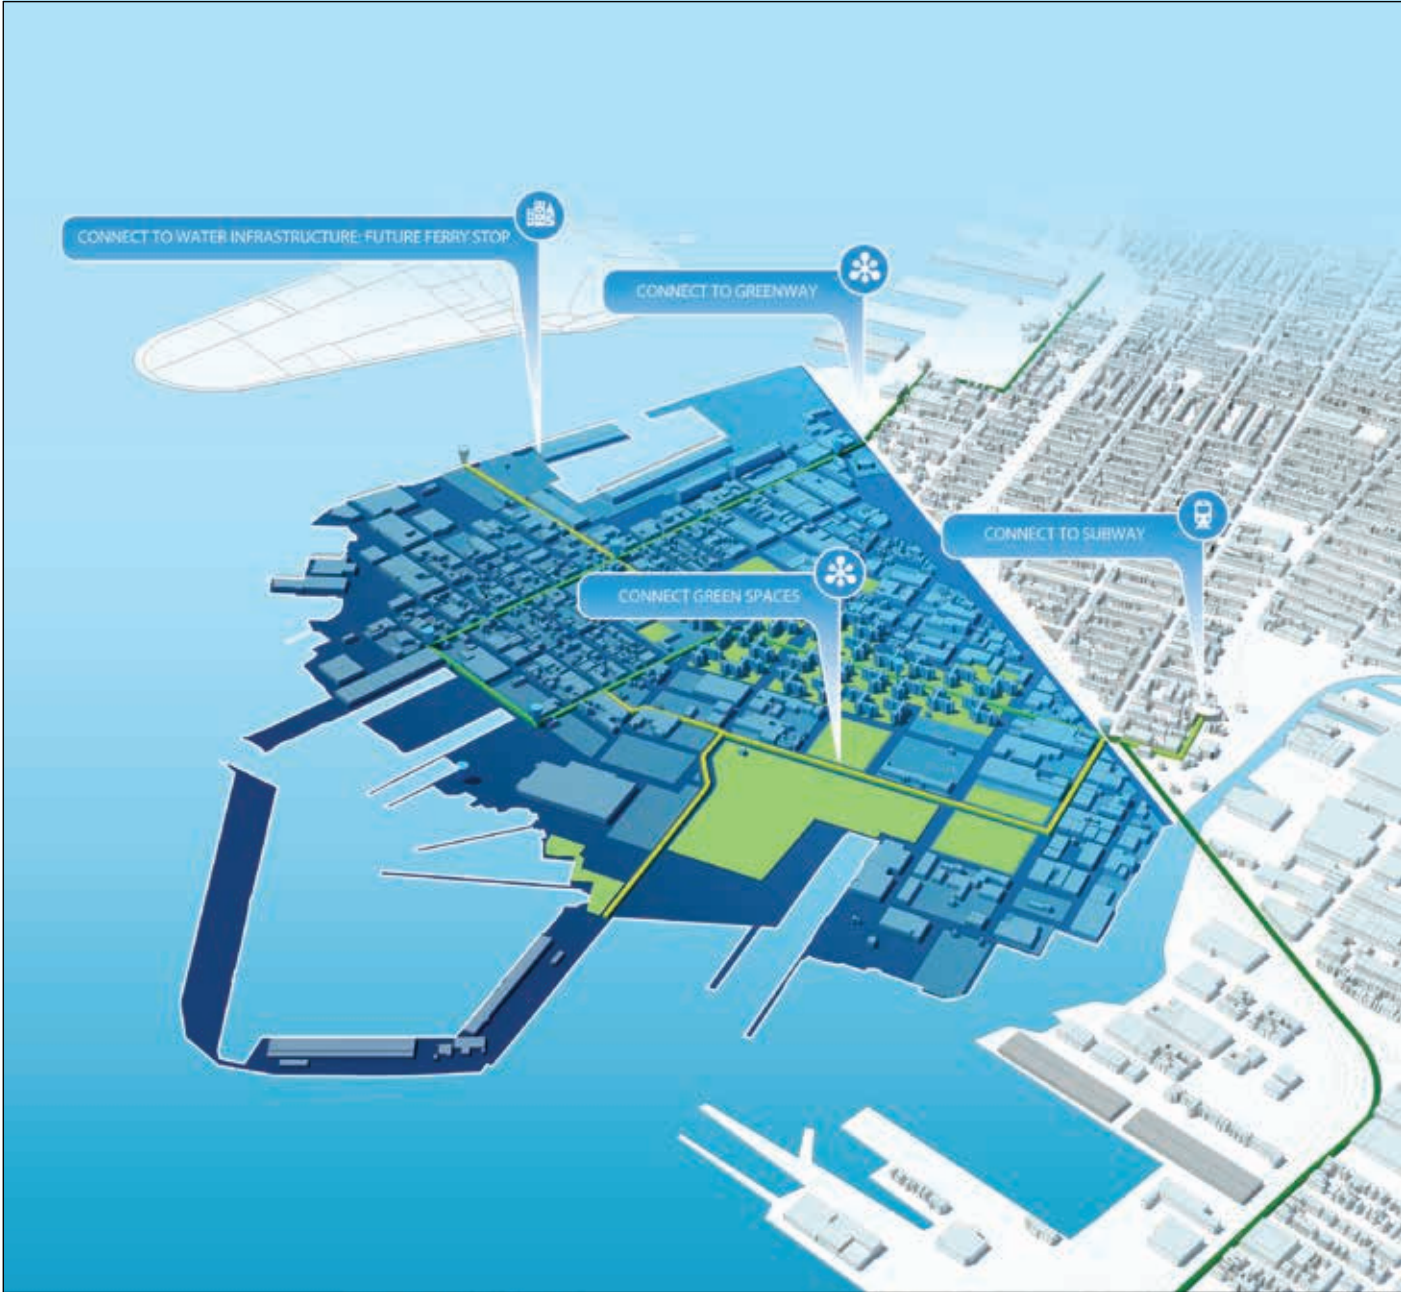 CONNECT TO WATER INFRASTRUCTURE: FUTURE FERRY STOP
CONNECT TO GREENWAY
CONNECT TO SUBWAY
CONNECT GREEN SPACES